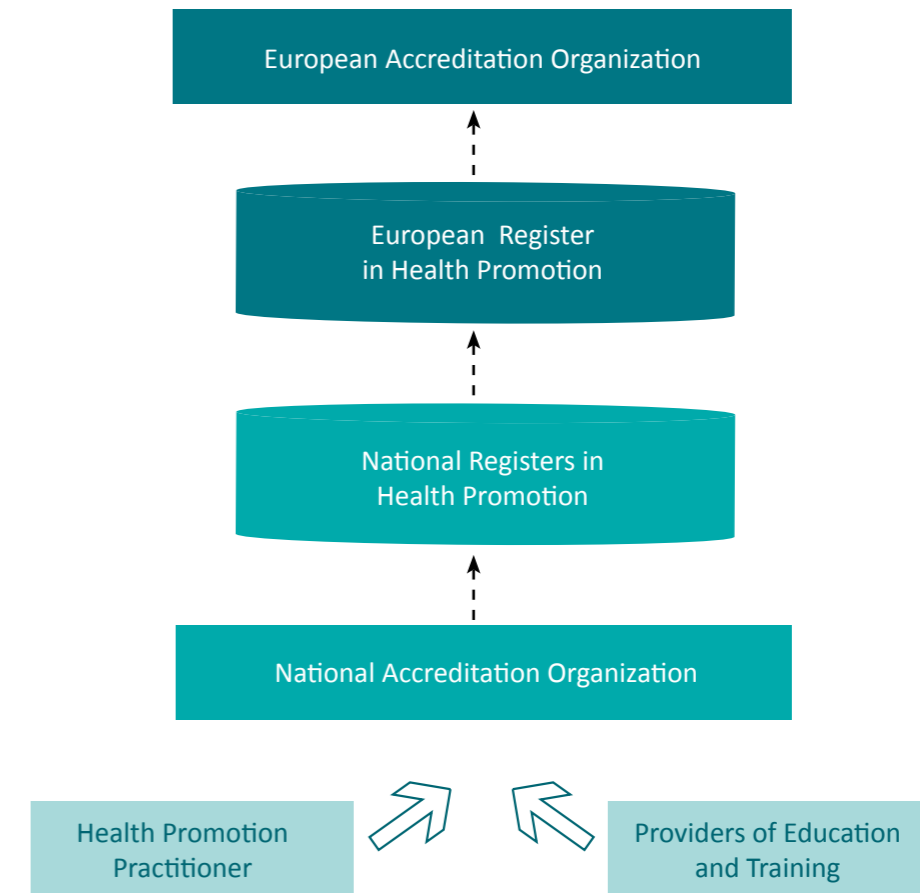 European Accreditation Organization
European Register
in Health Promotion
National Registers in
Health Promotion
National Accreditation Organization
Health Promotion
Practitioner
Providers of Education
and Training